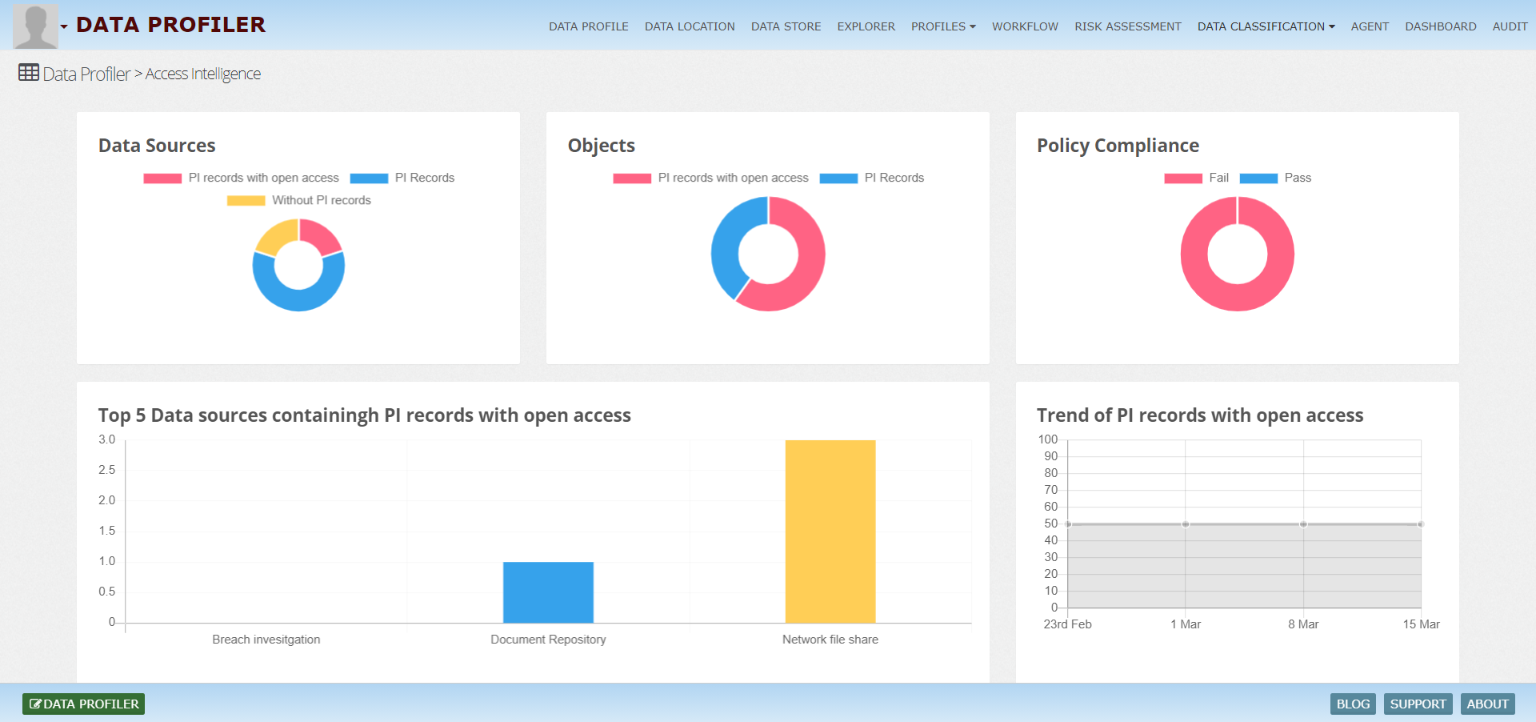 DATA PROFILER
DATA PROFILE DATA LOCATION DATA STORE EXPLORER PROFILES WORKFLOW RISK ASSESSMENT DATA CLASSIFICATION AGENT DASHBOARD AUDIT
Data Profiler > Access Intelligence
Data Sources
PI records with open access PI Records
Without PI records
Objects
PI records with open access PI Records
Policy Compliance
Fail Pass
Top 5 Data sources containingh PI records with open access
3.0
2.5
2.0
1.5
1.0
0.5
0
Breach invesitgation Document Repository Network file share
Trend of PI records with open access
100
90
80
70
60
50
40
30
20
10
0
23rd Feb 1 Mar 8 Mar 15 Mar
DATA PROFILER
BLOG SUPPORT ABOUT